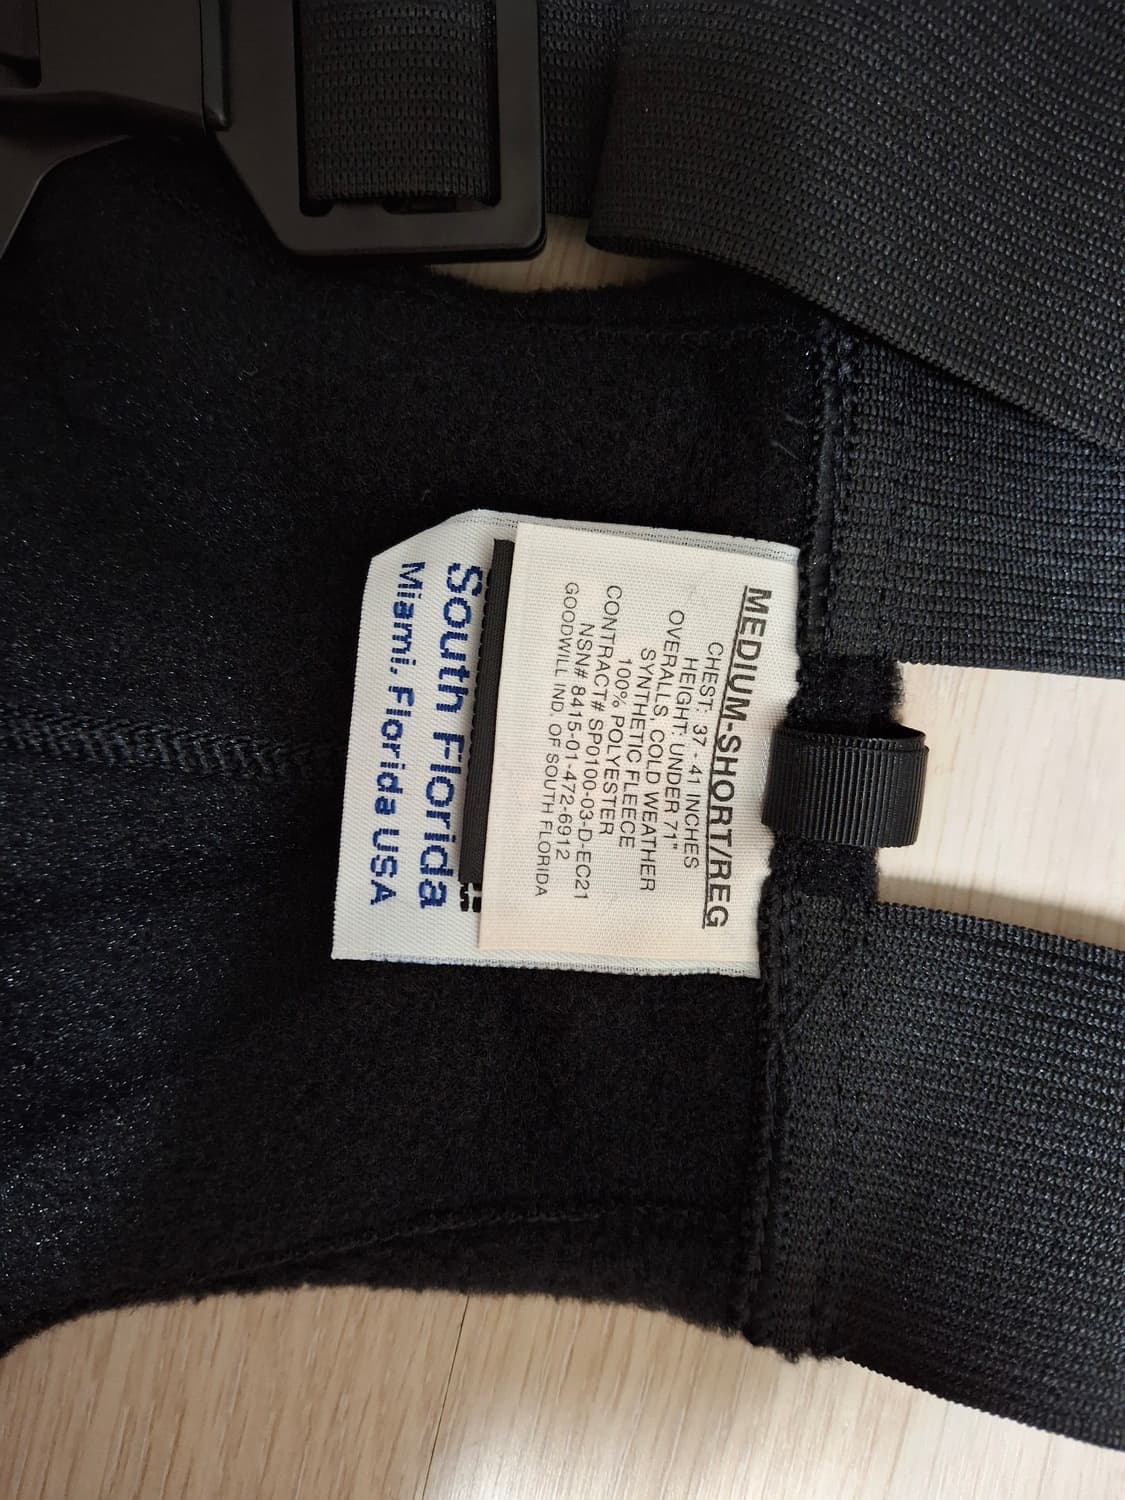 MEDIUM-SHORT/REG
CHEST: 37 - 41 INCHES
HEIGHT: UNDER 71"
OVERALLS, COLD WEATHER
SYNTHETIC FLEECE
100% POLYESTER
CONTRACT# SP0100-03-D-EC21
NSN# 8415-01-472-6912
GOODWILL IND. OF SOUTH FLORIDA
South Florida
Miami, Florida USA